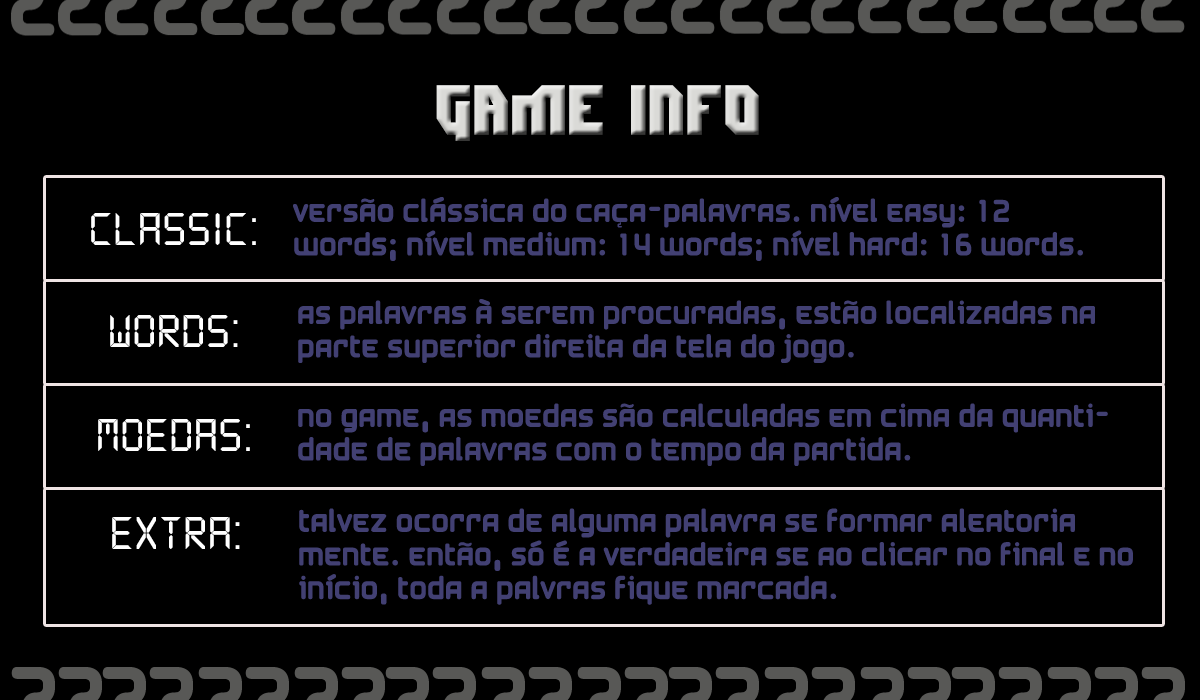 GAME INFO
CLASSIC:
versão clássica do caça-palavras. nível easy: 12
words; nível medium: 14 words; nível hard: 16 words.
WORDS:
as palavras à serem procuradas, estão localizadas na
parte superior direita da tela do jogo.
MOEDAS:
no game, as moedas são calculadas em cima da quanti-
dade de palavras com o tempo da partida.
EXTRA:
talvez ocorra de alguma palavra se formar aleatoria
mente. então, só é a verdadeira se ao clicar no final e no
início, toda a palvras fique marcada.